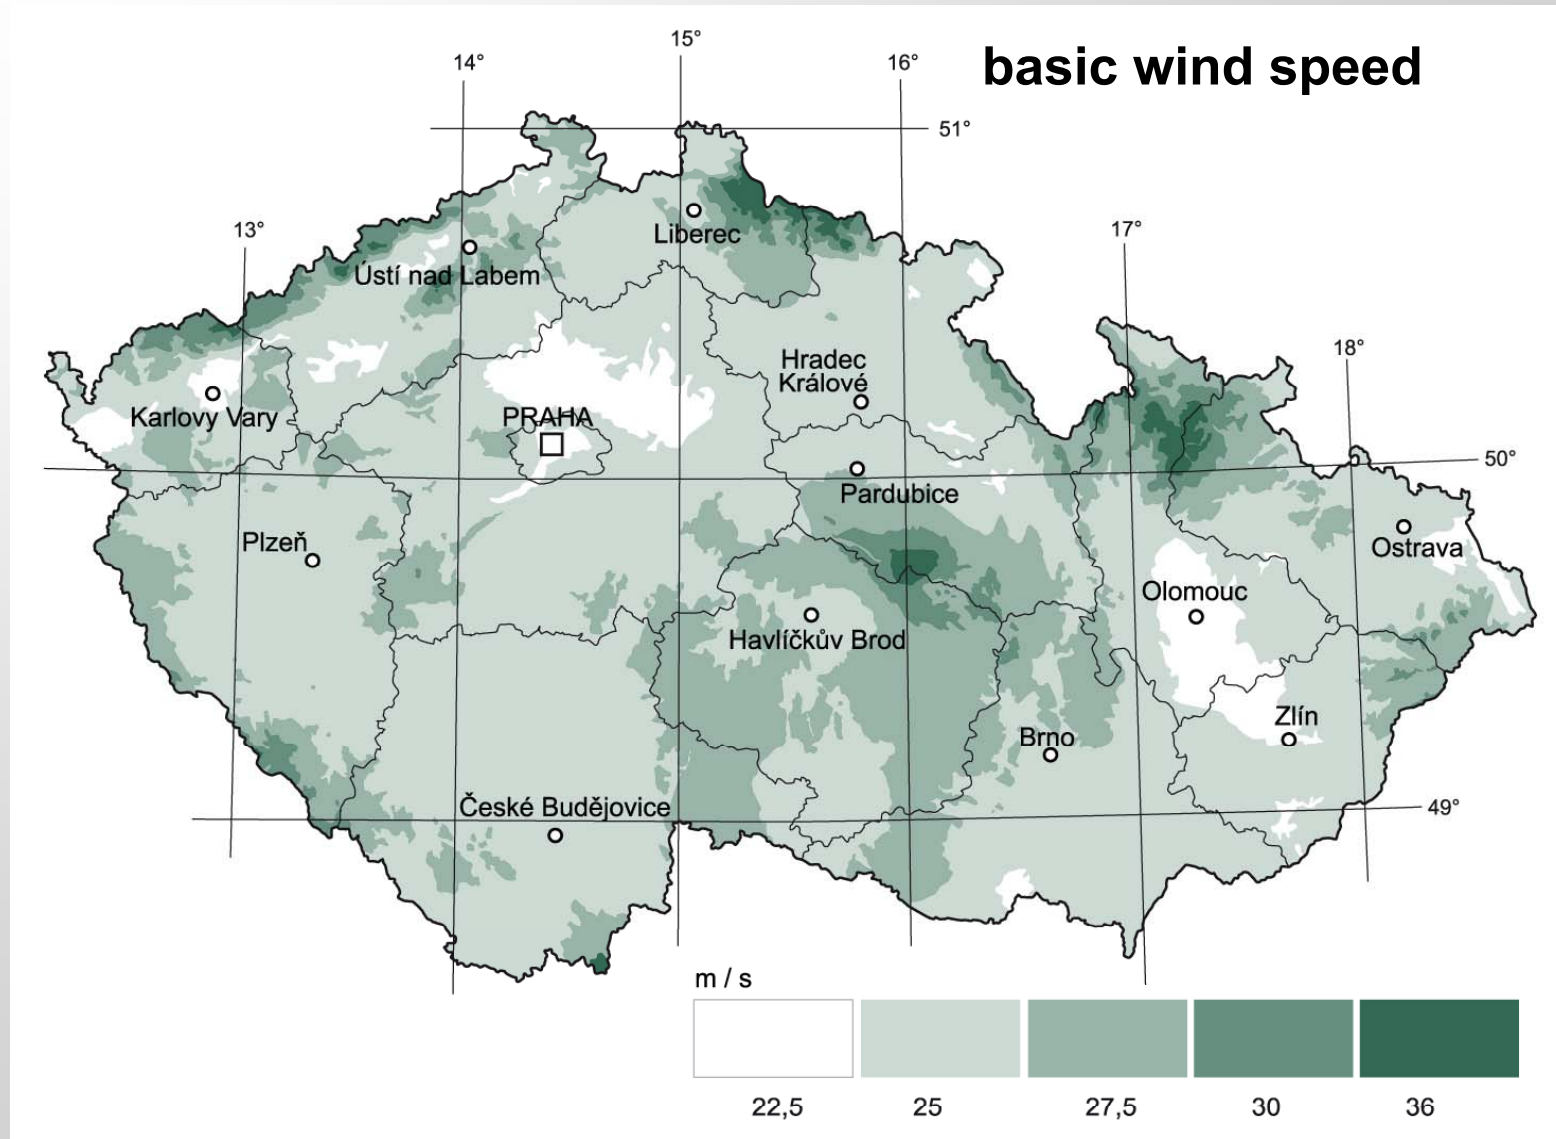 basic wind speed
15°
14°
16°
51°
13°
17°
Liberec
Ústí nad Labem
18°
Hradec
Králové
Karlovy Vary
PRAHA
50°
Pardubice
Plzeň
Ostrava
Olomouc
Havlíčkův Brod
Zlín
Brno
České Budějovice
49°
m / s
22,5 25 27,5 30 36